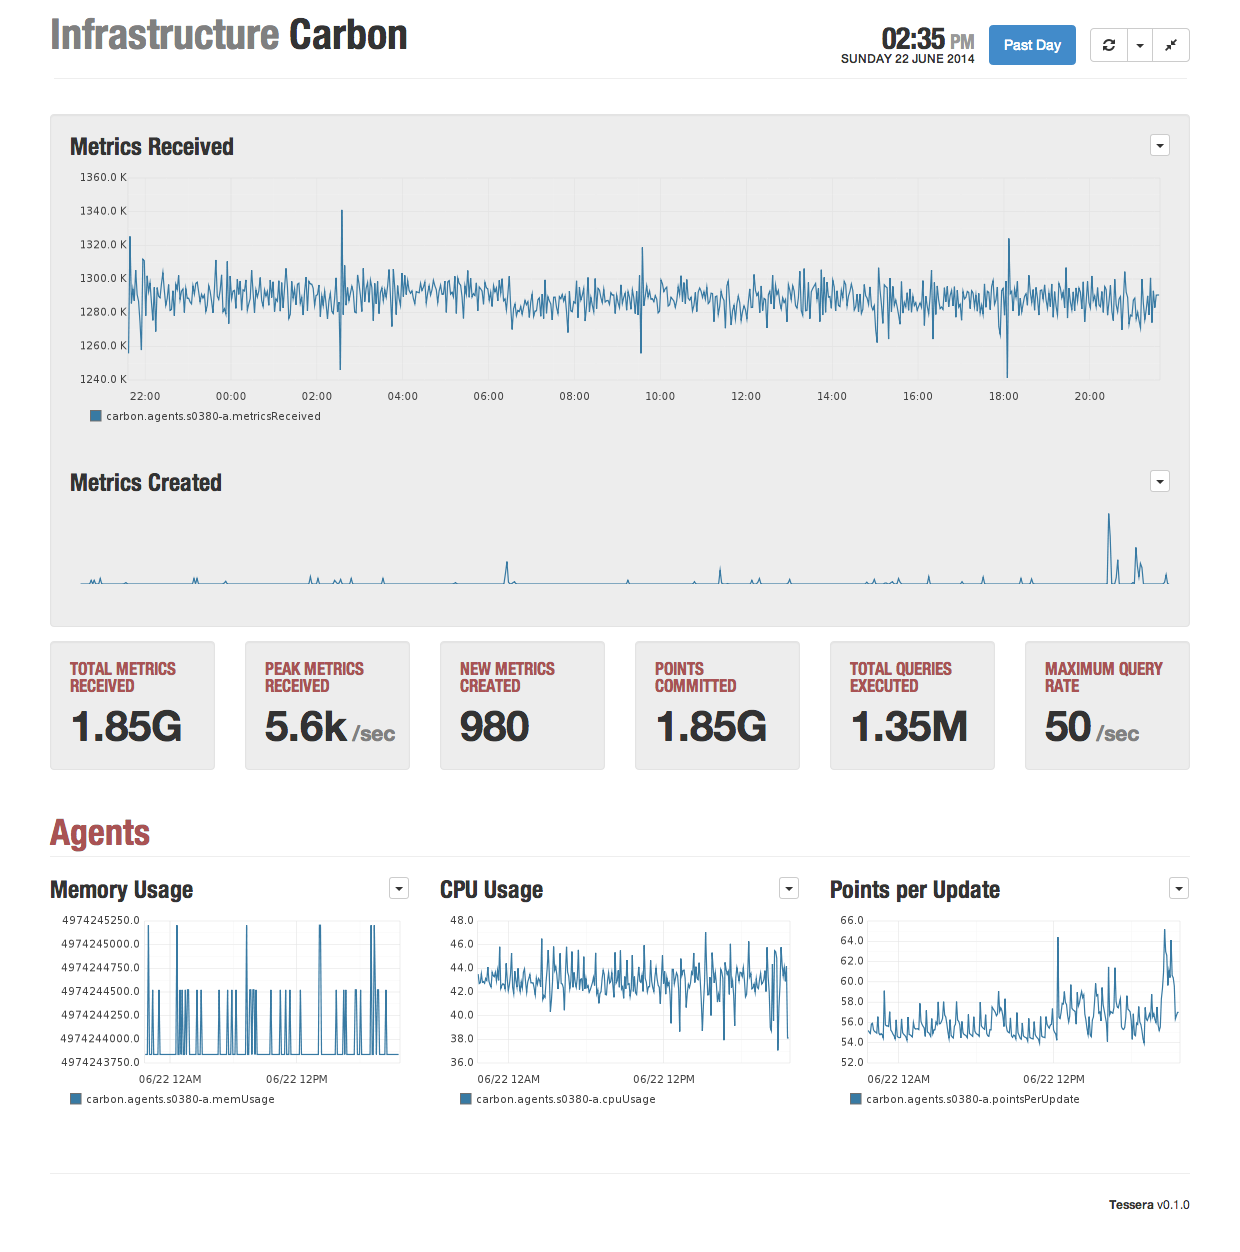 Infrastructure Carbon
02:35 PM
SUNDAY 22 JUNE 2014
Past Day
Metrics Received
1360.0 K
1340.0 K
1320.0 K
1300.0 K
1280.0 K
1260.0 K
1240.0 K
22:00 00:00 02:00 04:00 06:00 08:00 10:00 12:00 14:00 16:00 18:00 20:00
carbon.agents.s0380-a.metricsReceived
Metrics Created
TOTAL METRICS
RECEIVED
1.85G
PEAK METRICS
RECEIVED
5.6k /sec
NEW METRICS
CREATED
980
POINTS
COMMITTED
1.85G
TOTAL QUERIES
EXECUTED
1.35M
MAXIMUM QUERY
RATE
50 /sec
Agents
Memory Usage
4974245250.0
4974245000.0
4974244750.0
4974244500.0
4974244250.0
4974244000.0
4974243750.0
06/22 12AM 06/22 12PM
carbon.agents.s0380-a.memUsage
CPU Usage
48.0
46.0
44.0
42.0
40.0
38.0
36.0
06/22 12AM 06/22 12PM
carbon.agents.s0380-a.cpuUsage
Points per Update
66.0
64.0
62.0
60.0
58.0
56.0
54.0
52.0
06/22 12AM 06/22 12PM
carbon.agents.s0380-a.pointsPerUpdate
Tessera v0.1.0